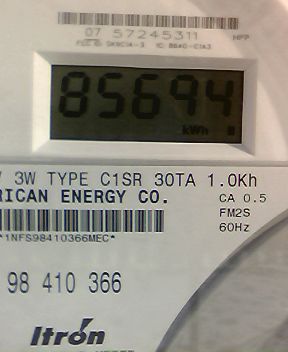 07 57245311
85694
kWh
3W TYPE C1SR 30TA 1.0Kh
RICAN ENERGY CO.
CA 0.5
FM2S
60Hz
*1NFS98410366MEC*
98 410 366
Itrón